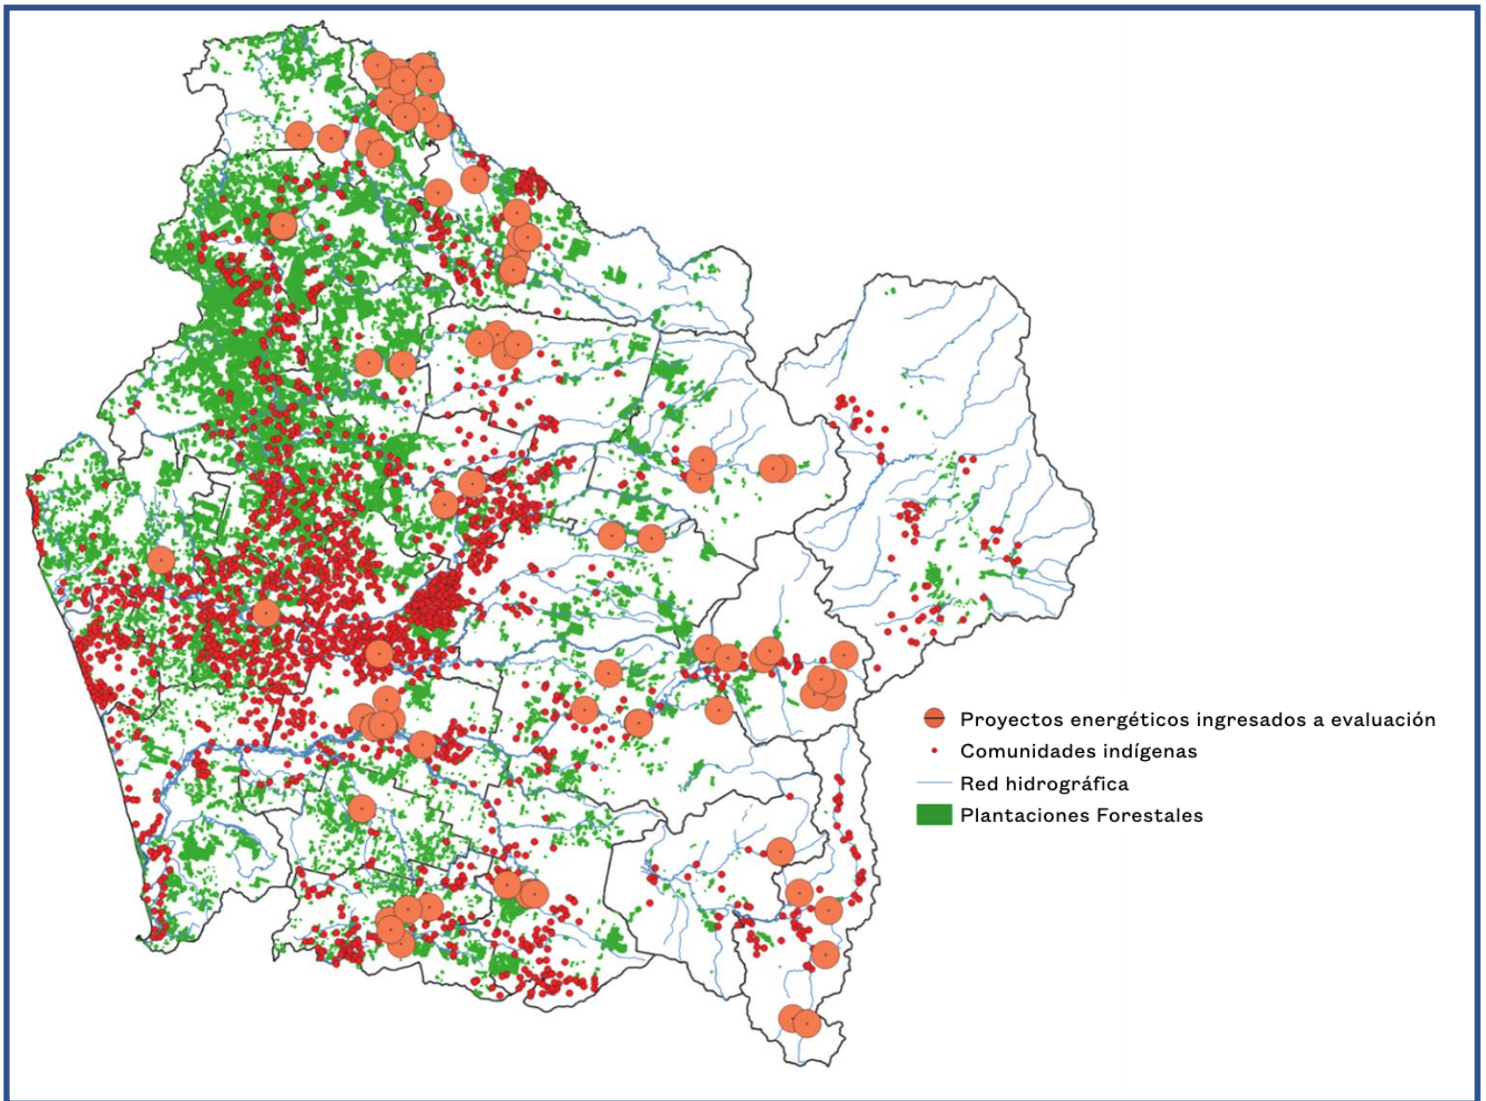 Proyectos energéticos ingresados a evaluación
Comunidades indígenas
Red hidrográfica
Plantaciones Forestales